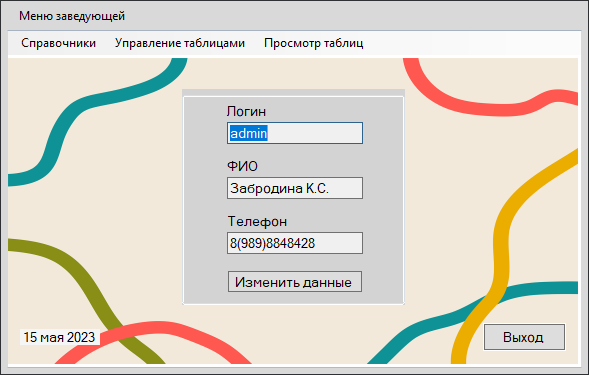 Меню заведующей
Справочники Управление таблицами Просмотр таблиц
Логин
admin
ФИО
Забродина К.С.
Телефон
8(989)8848428
Изменить данные
15 мая 2023
Выход